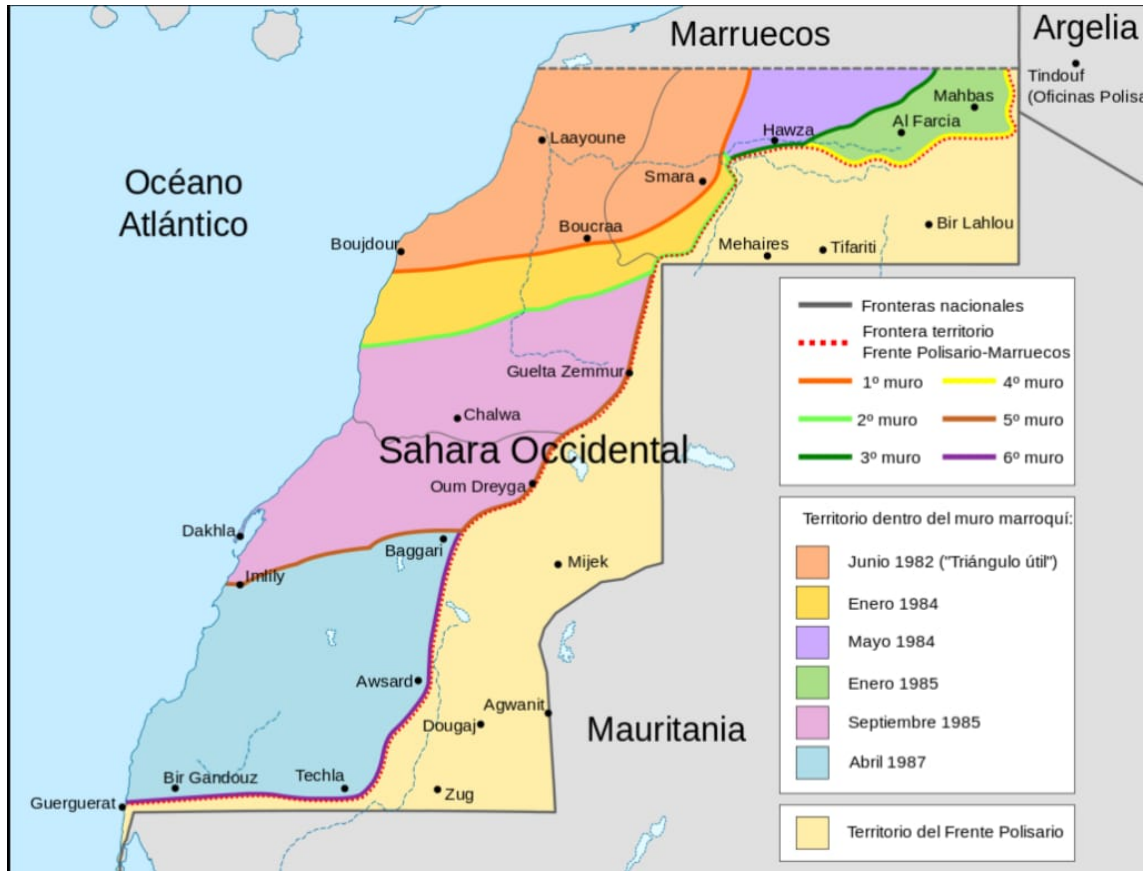 Marruecos
Argelia
Tindouf
(Oficinas Polisa
Mahbas
Al Farcia
Hawza
Laayoune
Smara
Océano
Atlántico
Boucraa
Boujdour
Bir Lahlou
Mehaires
Tifariti
Guelta Zemmur
Chalwa
Sahara Occidental
Oum Dreyga
Dakhla
Baggari
Mijek
Imlily
Awsard
Agwanit
Dougaj
Mauritania
Bir Gandouz
Techla
Zug
Guerguerat
Fronteras nacionales
Frontera territorio
Frente Polisario-Marruecos
1º muro
4º muro
2º muro
5º muro
3º muro
6º muro
Territorio dentro del muro marroquí:
Junio 1982 ("Triángulo útil")
Enero 1984
Mayo 1984
Enero 1985
Septiembre 1985
Abril 1987
Territorio del Frente Polisario